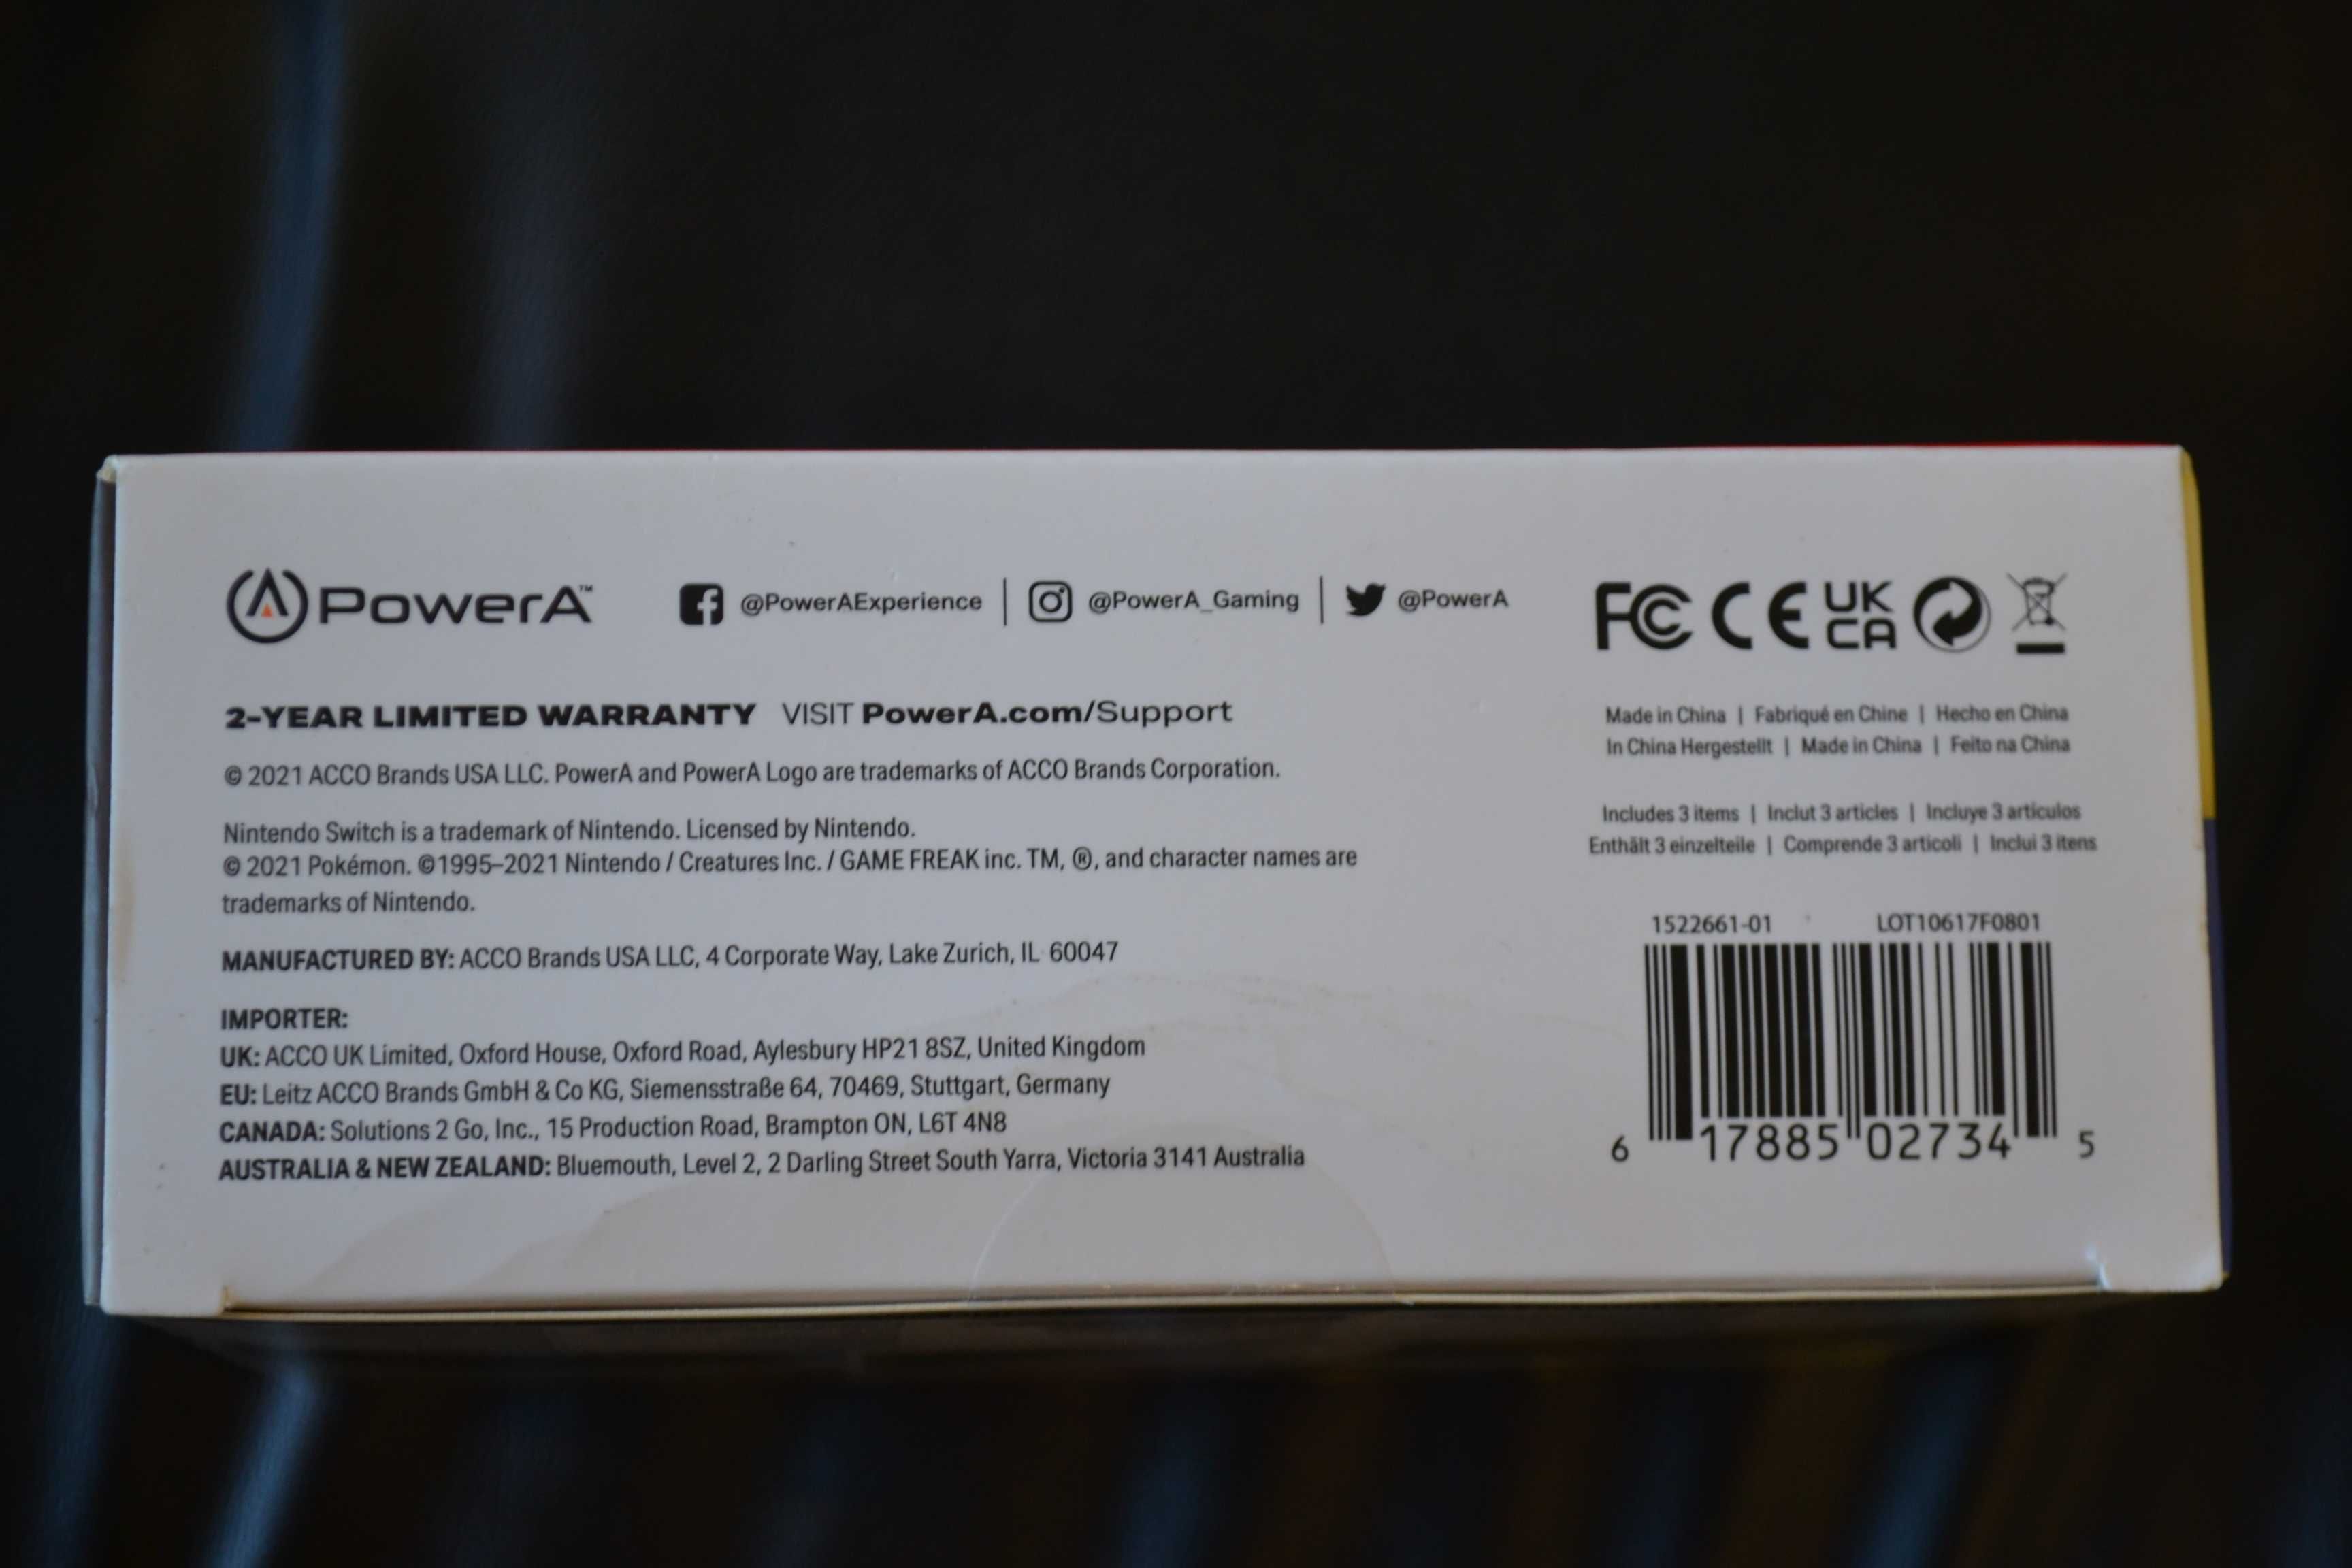 PowerA™
@PowerAExperience | @PowerA_Gaming | @PowerA
2-YEAR LIMITED WARRANTY VISIT PowerA.com/Support
© 2021 ACCO Brands USA LLC. PowerA and PowerA Logo are trademarks of ACCO Brands Corporation.
Nintendo Switch is a trademark of Nintendo. Licensed by Nintendo.
© 2021 Pokémon. ©1995–2021 Nintendo / Creatures Inc. / GAME FREAK inc. TM, ®, and character names are
trademarks of Nintendo.
MANUFACTURED BY: ACCO Brands USA LLC, 4 Corporate Way, Lake Zurich, IL 60047
IMPORTER:
UK: ACCO UK Limited, Oxford House, Oxford Road, Aylesbury HP21 8SZ, United Kingdom
EU: Leitz ACCO Brands GmbH & Co KG, Siemensstraße 64, 70469, Stuttgart, Germany
CANADA: Solutions 2 Go, Inc., 15 Production Road, Brampton ON, L6T 4N8
AUSTRALIA & NEW ZEALAND: Bluemouth, Level 2, 2 Darling Street South Yarra, Victoria 3141 Australia
FC CE UK
CA
Made in China | Fabriqué en Chine | Hecho en China
In China Hergestellt | Made in China | Feito na China
Includes 3 items | Inclut 3 articles | Incluye 3 artículos
Enthält 3 einzelteile | Comprende 3 articoli | Inclui 3 itens
1522661-01 LOT10617F0801
6 17885 02734 5